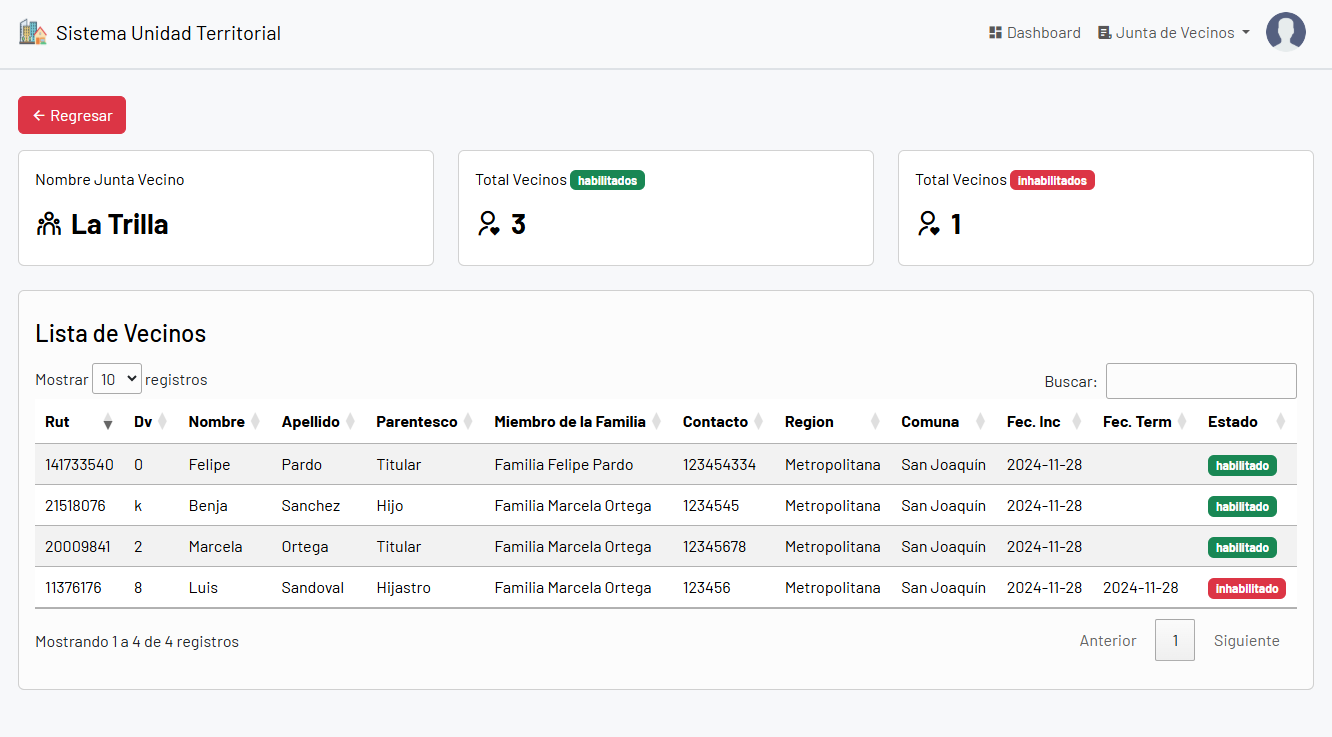 Sistema Unidad Territorial
Dashboard Junta de Vecinos
Regresar
Nombre Junta Vecino
La Trilla
Total Vecinos habilitados
3
Total Vecinos inhabilitados
1
Lista de Vecinos
Mostrar 10 registros Buscar:
Rut Dv Nombre Apellido Parentesco Miembro de la Familia Contacto Region Comuna Fec. Inc Fec. Term Estado
141733540 0 Felipe Pardo Titular Familia Felipe Pardo 123454334 Metropolitana San Joaquín 2024-11-28 habilitado
21518076 k Benja Sanchez Hijo Familia Marcela Ortega 1234545 Metropolitana San Joaquín 2024-11-28 habilitado
20009841 2 Marcela Ortega Titular Familia Marcela Ortega 12345678 Metropolitana San Joaquín 2024-11-28 habilitado
11376176 8 Luis Sandoval Hijastro Familia Marcela Ortega 123456 Metropolitana San Joaquín 2024-11-28 2024-11-28 inhabilitado
Mostrando 1 a 4 de 4 registros
Anterior 1 Siguiente